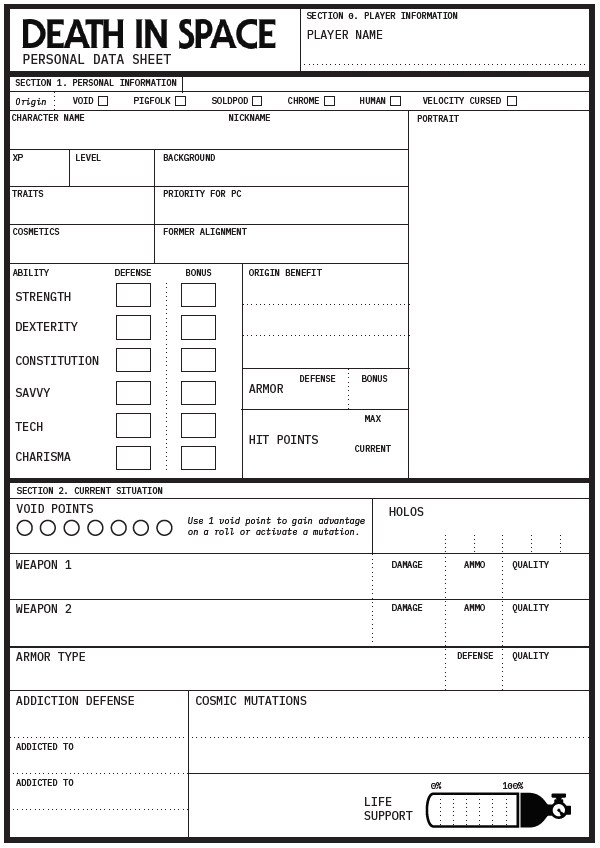 DEATH IN SPACE
PERSONAL DATA SHEET
SECTION 0. PLAYER INFORMATION
PLAYER NAME
SECTION 1. PERSONAL INFORMATION
Origin VOID PIGFOLK SOLDPOD CHROME HUMAN VELOCITY CURSED
CHARACTER NAME NICKNAME PORTRAIT
XP LEVEL BACKGROUND
TRAITS PRIORITY FOR PC
COSMETICS FORMER ALIGNMENT
ABILITY DEFENSE BONUS ORIGIN BENEFIT
STRENGTH
DEXTERITY
CONSTITUTION
SAVVY
TECH
CHARISMA
ARMOR DEFENSE BONUS
HIT POINTS MAX
CURRENT
SECTION 2. CURRENT SITUATION
VOID POINTS
Use 1 void point to gain advantage
on a roll or activate a mutation.
HOLOS
WEAPON 1 DAMAGE AMMO QUALITY
WEAPON 2 DAMAGE AMMO QUALITY
ARMOR TYPE DEFENSE QUALITY
ADDICTION DEFENSE COSMIC MUTATIONS
ADDICTED TO
ADDICTED TO
0% 100%
LIFE
SUPPORT